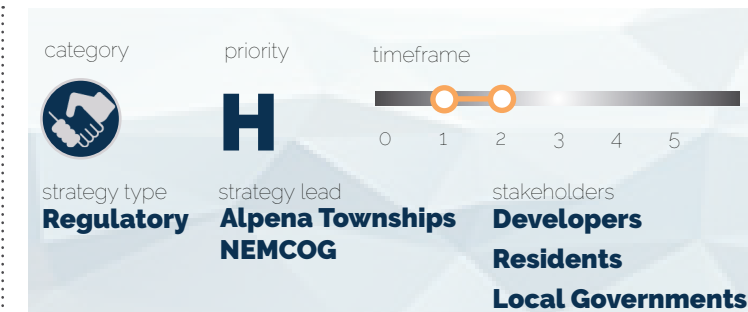 category priority timeframe
H
0 1 2 3 4 5
strategy type strategy lead stakeholders
Regulatory Alpena Townships Developers
NEMCOG Residents
Local Governments